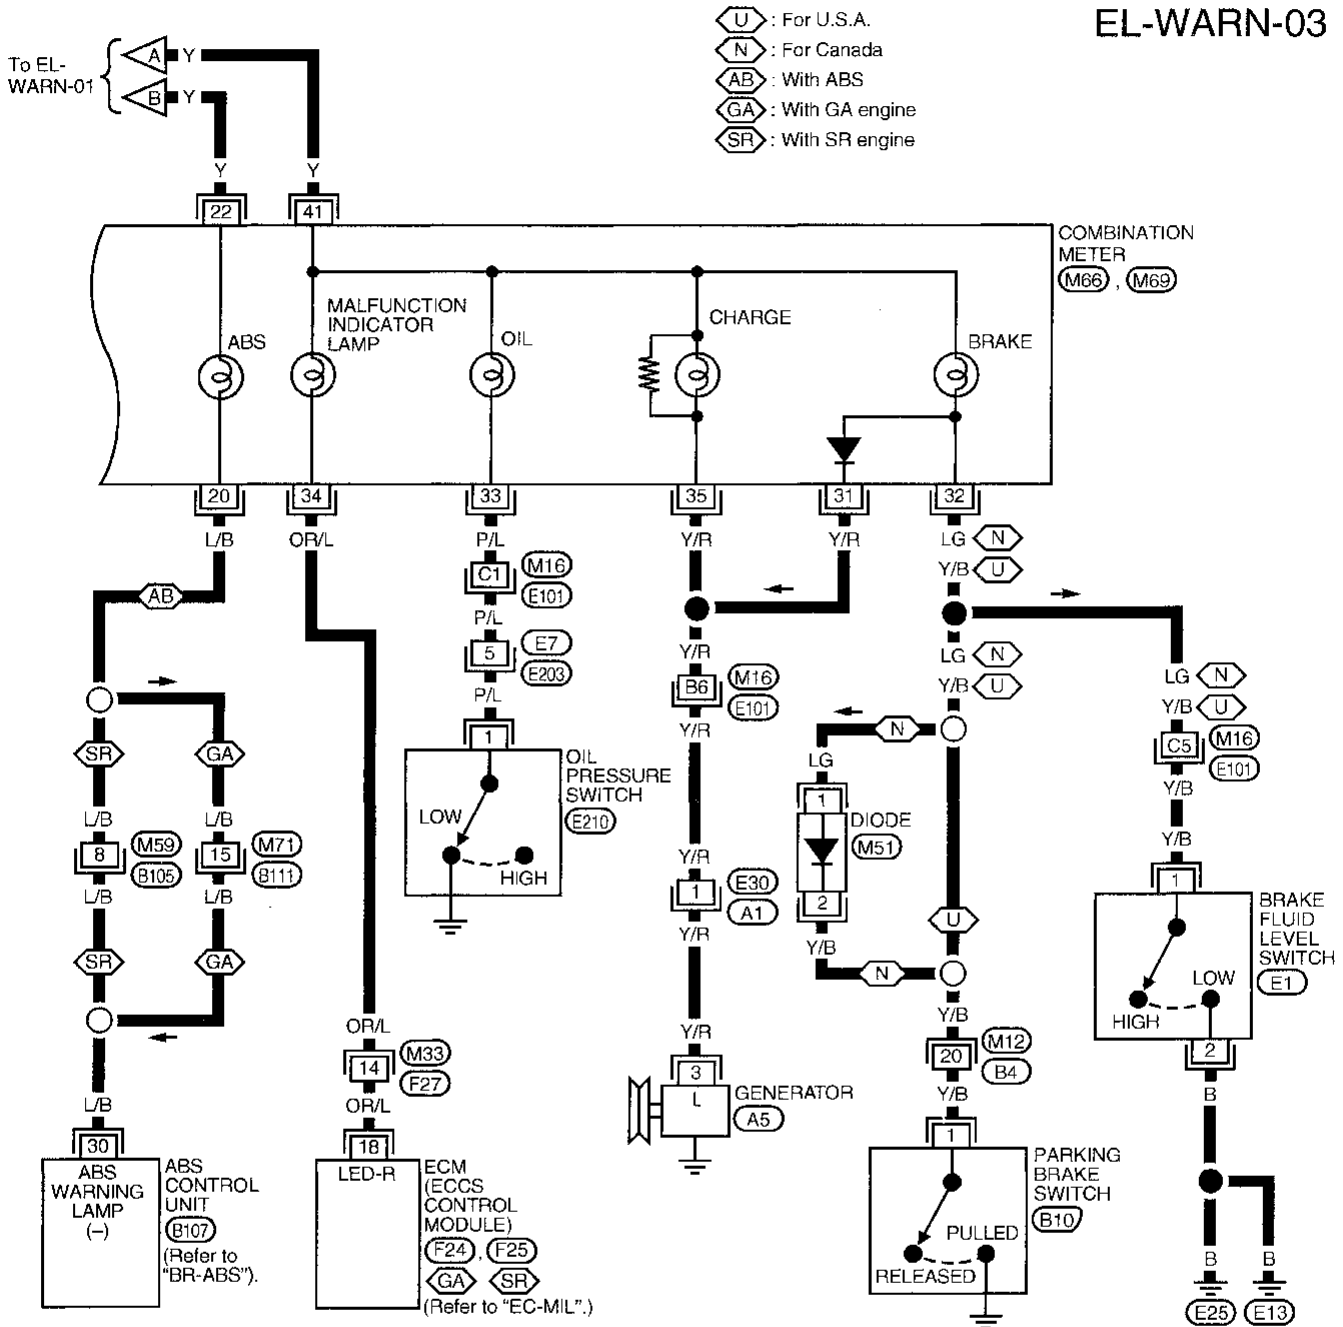 EL-WARN-03
U : For U.S.A.
N : For Canada
AB : With ABS
GA : With GA engine
SR : With SR engine
To EL-
WARN-01
A Y
B Y
Y Y
22 41
COMBINATION
METER
M66 , M69
MALFUNCTION
INDICATOR
LAMP
ABS
OIL
CHARGE
BRAKE
20 34 33 35 31 32
L/B OR/L P/L Y/R Y/R LG N
Y/B U
AB
C1 M16
E101
P/L
5 E7
E203
P/L
1
OIL
PRESSURE
SWITCH
E210
LOW
HIGH
Y/R
B6 M16
E101
Y/R
Y/R
1 E30
A1
Y/R
Y/R
3
L
GENERATOR
A5
LG N
Y/B U
N
LG
1
DIODE
M51
2
Y/B
U
N
Y/B
20 M12
B4
Y/B
1
PARKING
BRAKE
SWITCH
B10
PULLED
RELEASED
LG N
Y/B U
C5 M16
E101
Y/B
Y/B
1
BRAKE
FLUID
LEVEL
SWITCH
E1
LOW
HIGH
2
B
B B
E25 E13
SR GA
L/B L/B
8 M59
B105
15 M71
B111
L/B L/B
SR GA
L/B
30
ABS
WARNING
LAMP
(–)
ABS
CONTROL
UNIT
B107
(Refer to
"BR-ABS").
OR/L
14 M33
F27
OR/L
18
LED-R
ECM
(ECCS
CONTROL
MODULE)
F24 , F25
GA SR
(Refer to "EC-MIL".)